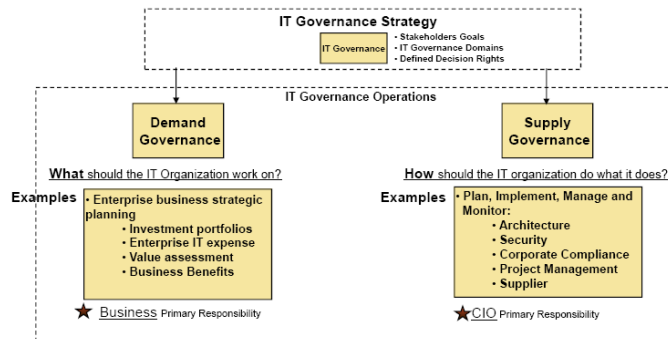 IT Governance Strategy
IT Governance
• Stakeholders Goals
• IT Governance Domains
• Defined Decision Rights
IT Governance Operations
Demand
Governance
Supply
Governance
What should the IT Organization work on?
How should the IT organization do what it does?
Examples
• Enterprise business strategic
planning
• Investment portfolios
• Enterprise IT expense
• Value assessment
• Business Benefits
Examples
• Plan, Implement, Manage and
Monitor:
• Architecture
• Security
• Corporate Compliance
• Project Management
• Supplier
Business Primary Responsibility
CIO Primary Responsibility